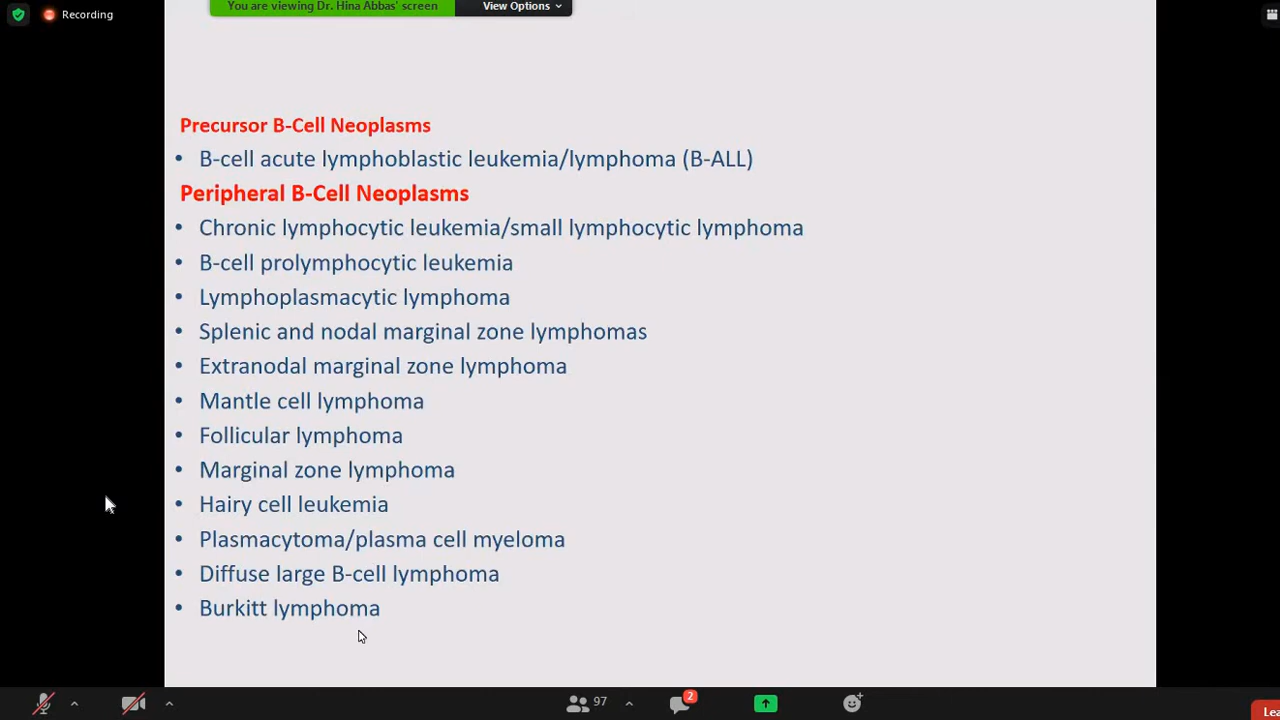 Recording
You are viewing Dr. Hina Abbas' screen
View Options
Precursor B-Cell Neoplasms
• B-cell acute lymphoblastic leukemia/lymphoma (B-ALL)
Peripheral B-Cell Neoplasms
• Chronic lymphocytic leukemia/small lymphocytic lymphoma
• B-cell prolymphocytic leukemia
• Lymphoplasmacytic lymphoma
• Splenic and nodal marginal zone lymphomas
• Extranodal marginal zone lymphoma
• Mantle cell lymphoma
• Follicular lymphoma
• Marginal zone lymphoma
• Hairy cell leukemia
• Plasmacytoma/plasma cell myeloma
• Diffuse large B-cell lymphoma
• Burkitt lymphoma
97
2
Lea